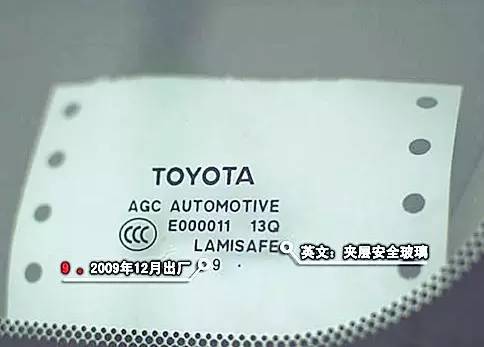 TOYOTA
AGC AUTOMOTIVE
CCC E000011 13Q
LAMISAFE
英文：夹层安全玻璃
9 。2009年12月出厂
9 .